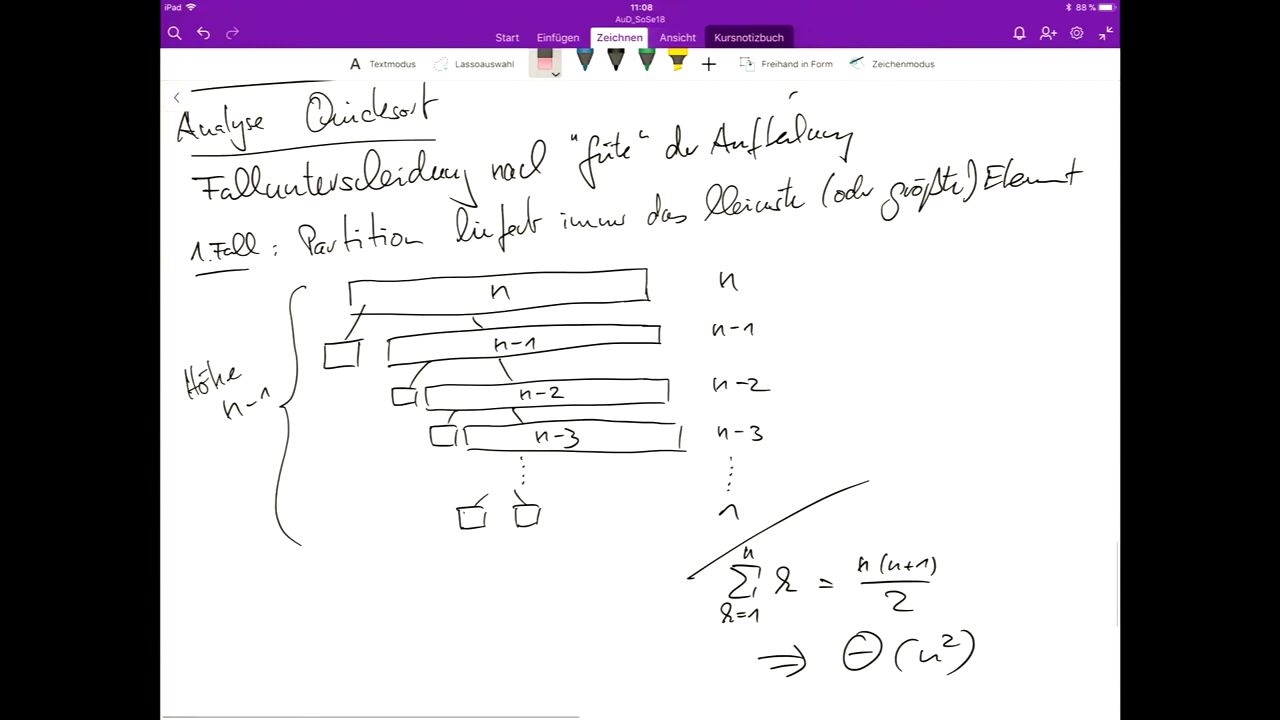 iPad 11:08 88 %
AuD_SoSe18
Start Einfügen Zeichnen Ansicht Kursnotizbuch
A Textmodus Lassoauswahl Freihand in Form Zeichenmodus
Analyse Quicksort
Fallunterscheidung nach "Güte" der Aufteilung
1. Fall : Partition liefert immer das kleinste (oder größte!) Element
n n
n-1 n-1
Höhe n-1
n-2 n-2
n-3 n-3
1
n
∑ k = n(n+1)/2
k=1
⇒ Θ(n²)